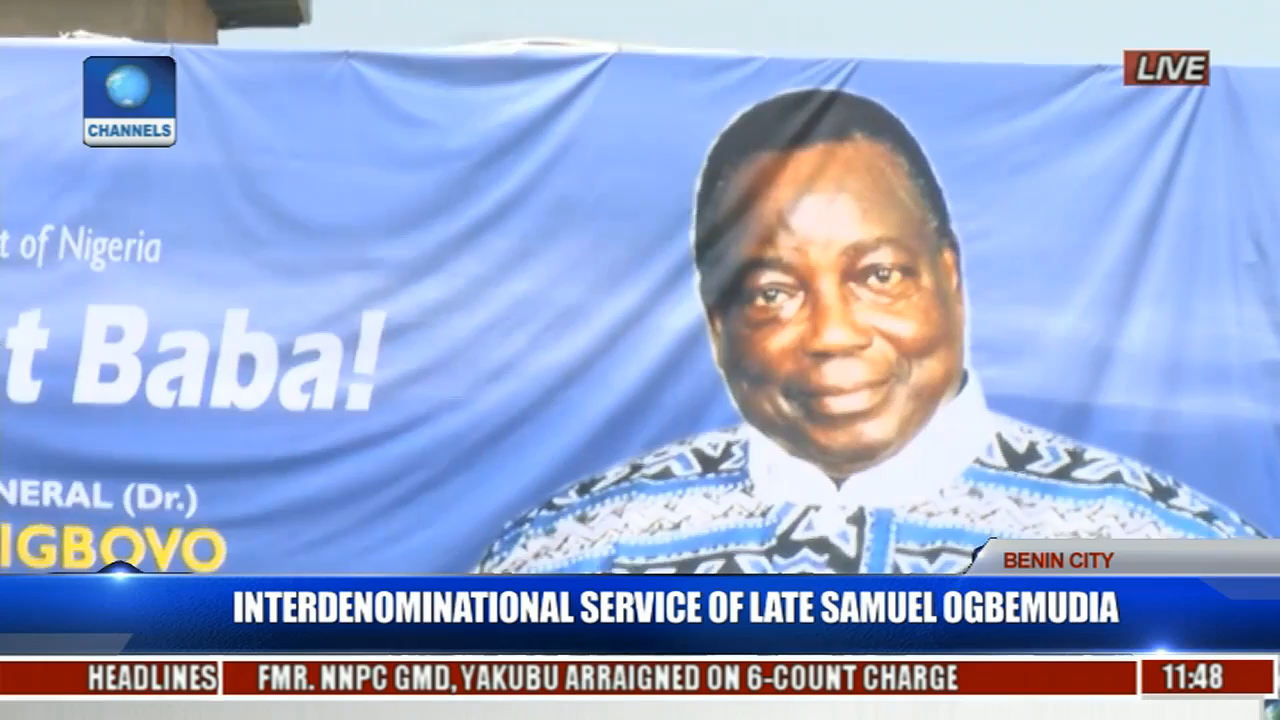 CHANNELS
LIVE
t of Nigeria
t Baba!
NERAL (Dr.)
IGBOVO
BENIN CITY
INTERDENOMINATIONAL SERVICE OF LATE SAMUEL OGBEMUDIA
HEADLINES FMR. NNPC GMD, YAKUBU ARRAIGNED ON 6-COUNT CHARGE 11:48